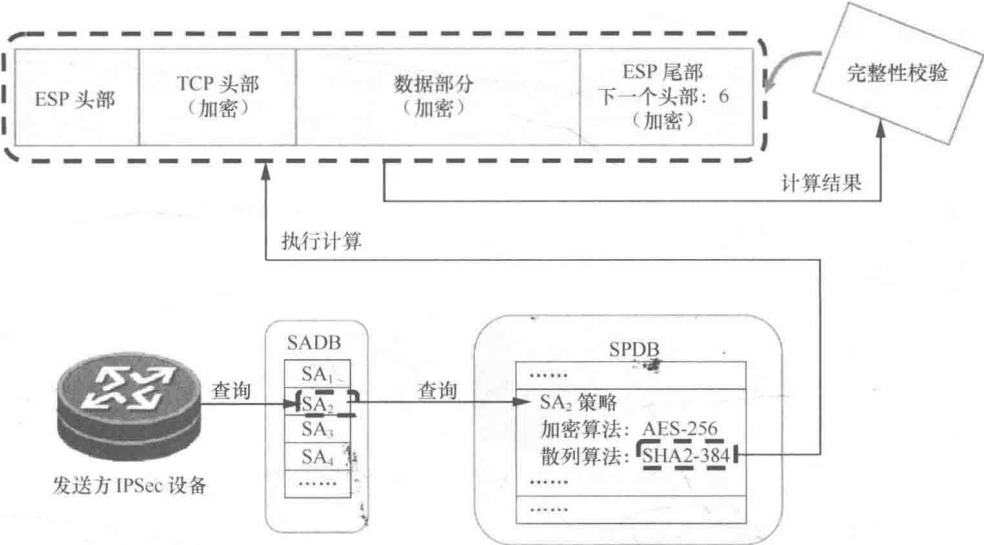 ESP 头部
TCP 头部
（加密）
数据部分
（加密）
ESP 尾部
下一个头部：6
（加密）
完整性校验
计算结果
执行计算
SADB
SA₁
SA₂
SA₃
SA₄
……
SPDB
……
SA₂ 策略
加密算法：AES-256
散列算法：SHA2-384
……
……
查询
查询
发送方 IPSec 设备